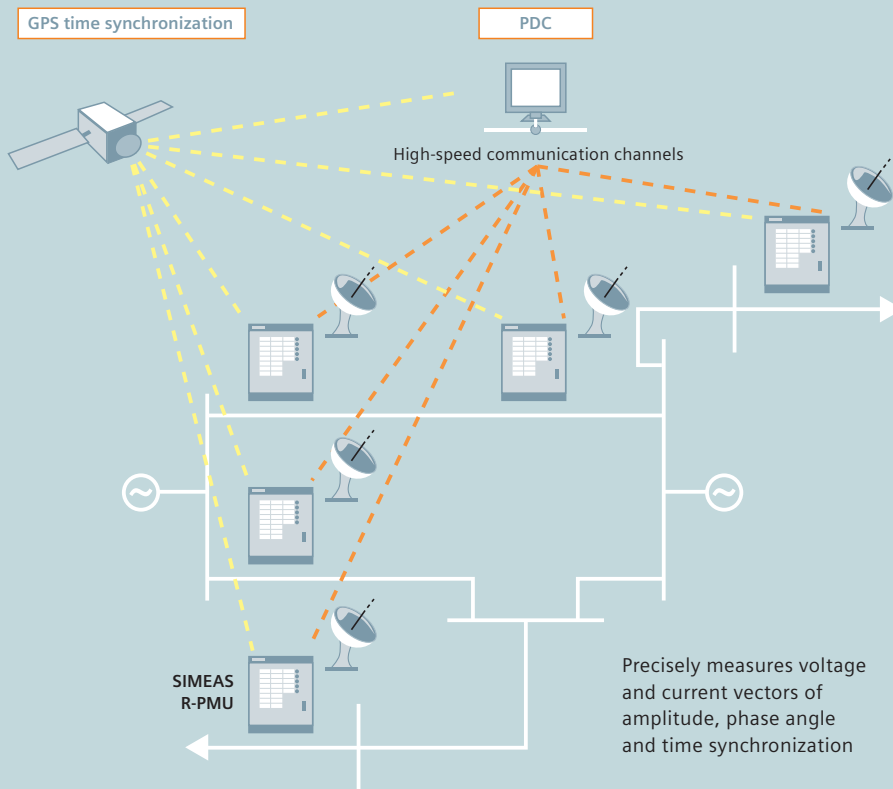 GPS time synchronization
PDC
High-speed communication channels
SIMEAS
R-PMU
Precisely measures voltage
and current vectors of
amplitude, phase angle
and time synchronization